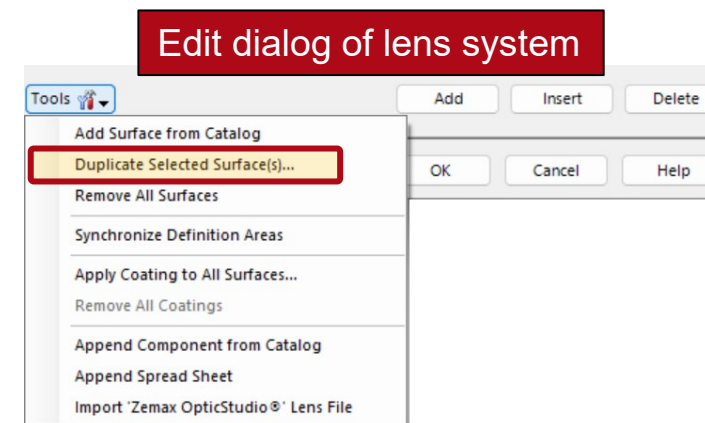 Edit dialog of lens system
Tools Add Insert Delete
Add Surface from Catalog
Duplicate Selected Surface(s)...
OK Cancel Help
Remove All Surfaces
Synchronize Definition Areas
Apply Coating to All Surfaces...
Remove All Coatings
Append Component from Catalog
Append Spread Sheet
Import 'Zemax OpticStudio®' Lens File